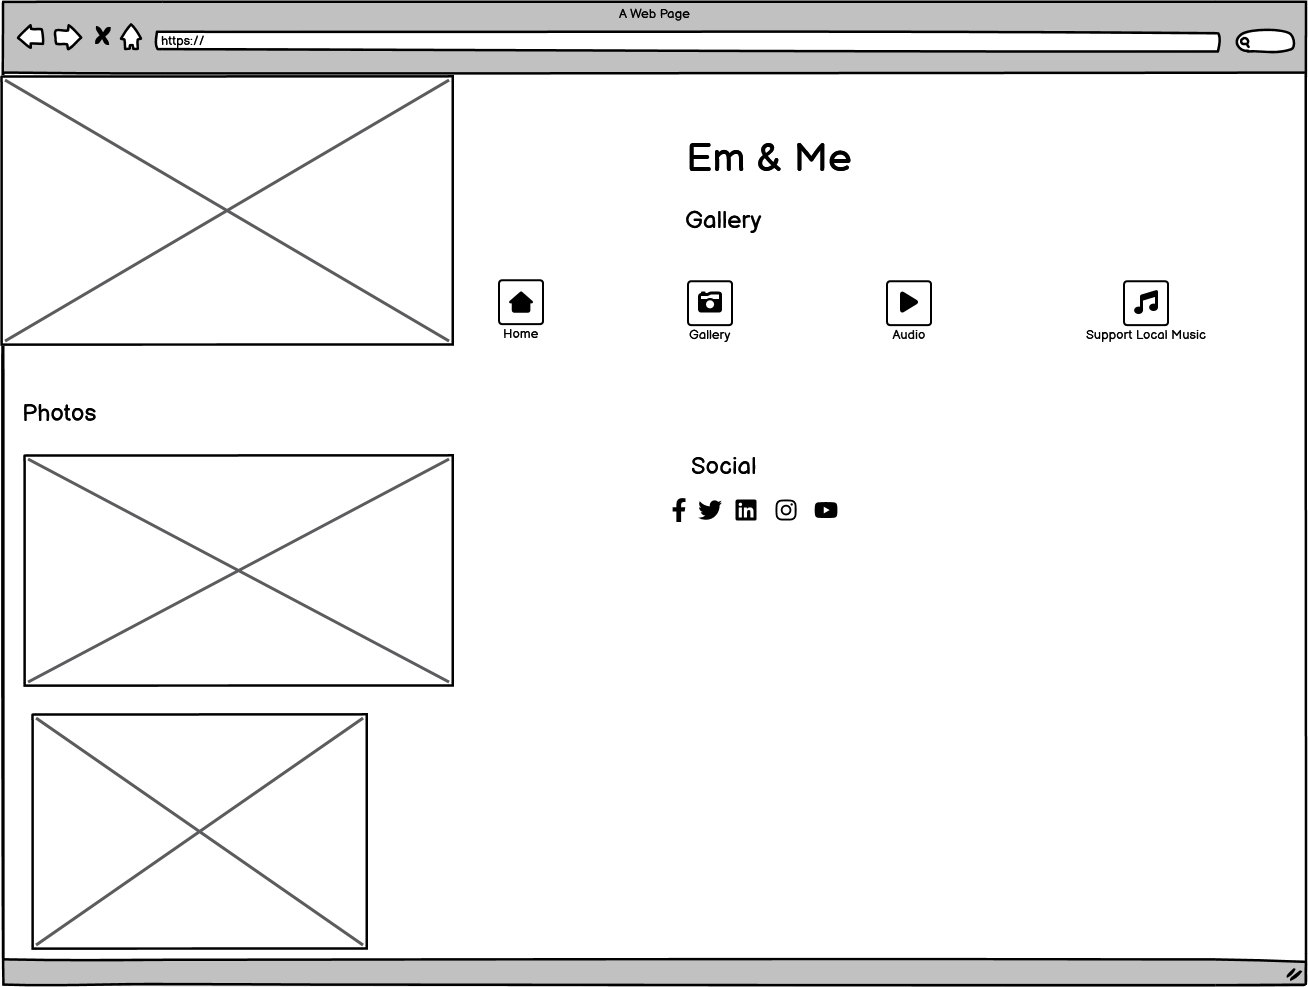 A Web Page
https://
Em & Me
Gallery
Home
Gallery
Audio
Support Local Music
Photos
Social